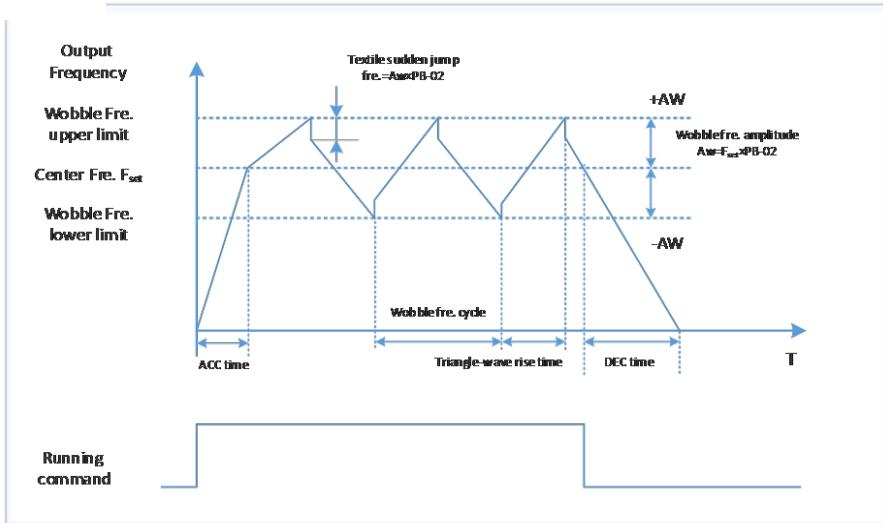 Output
Frequency
Textile sudden jump
fre.=Aw×PB-02
Wobble Fre.
upper limit
+AW
Wobble fre. amplitude
Aw=Fset×PB-02
Center Fre. Fset
Wobble Fre.
lower limit
-AW
Wobble fre. cycle
ACC time
Triangle-wave rise time
DEC time
T
Running
command